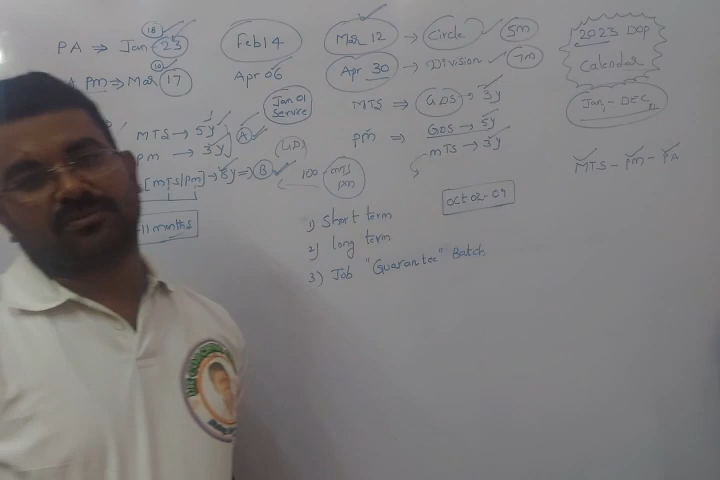 PA ⇒ Jan 23 (18)
PM ⇒ Mar 17 (10)
Feb 14
Apr 06
Jan 01
Service
MTS → 5y
PM → 3y
A
[MTS/PM] → 5y ⇒ B
11 months
Mar 12 → Circle 5m
Apr 30 → Division 7m
MTS ⇒ GDS → 3y
PM ⇒ GDS → 5y
MTS → 3y
GDS
100 MTS
PM
1) Short term
2) long term
3) Job "Guarantee" Batch
Oct 02-09
2023 DOP
Calendar
Jan - DEC
MTS - PM - PA